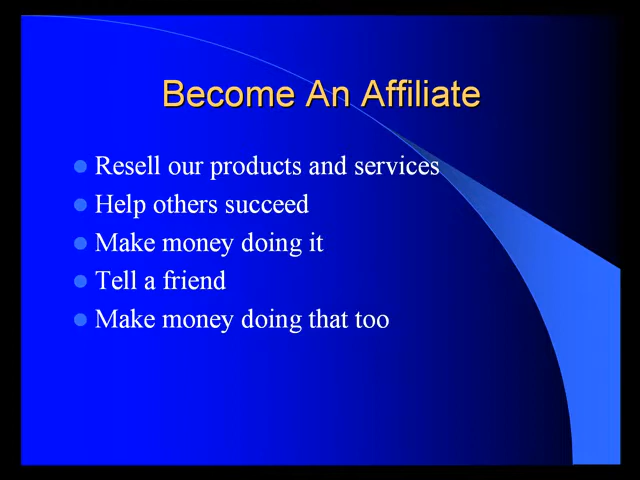 Become An Affiliate
Resell our products and services
Help others succeed
Make money doing it
Tell a friend
Make money doing that too